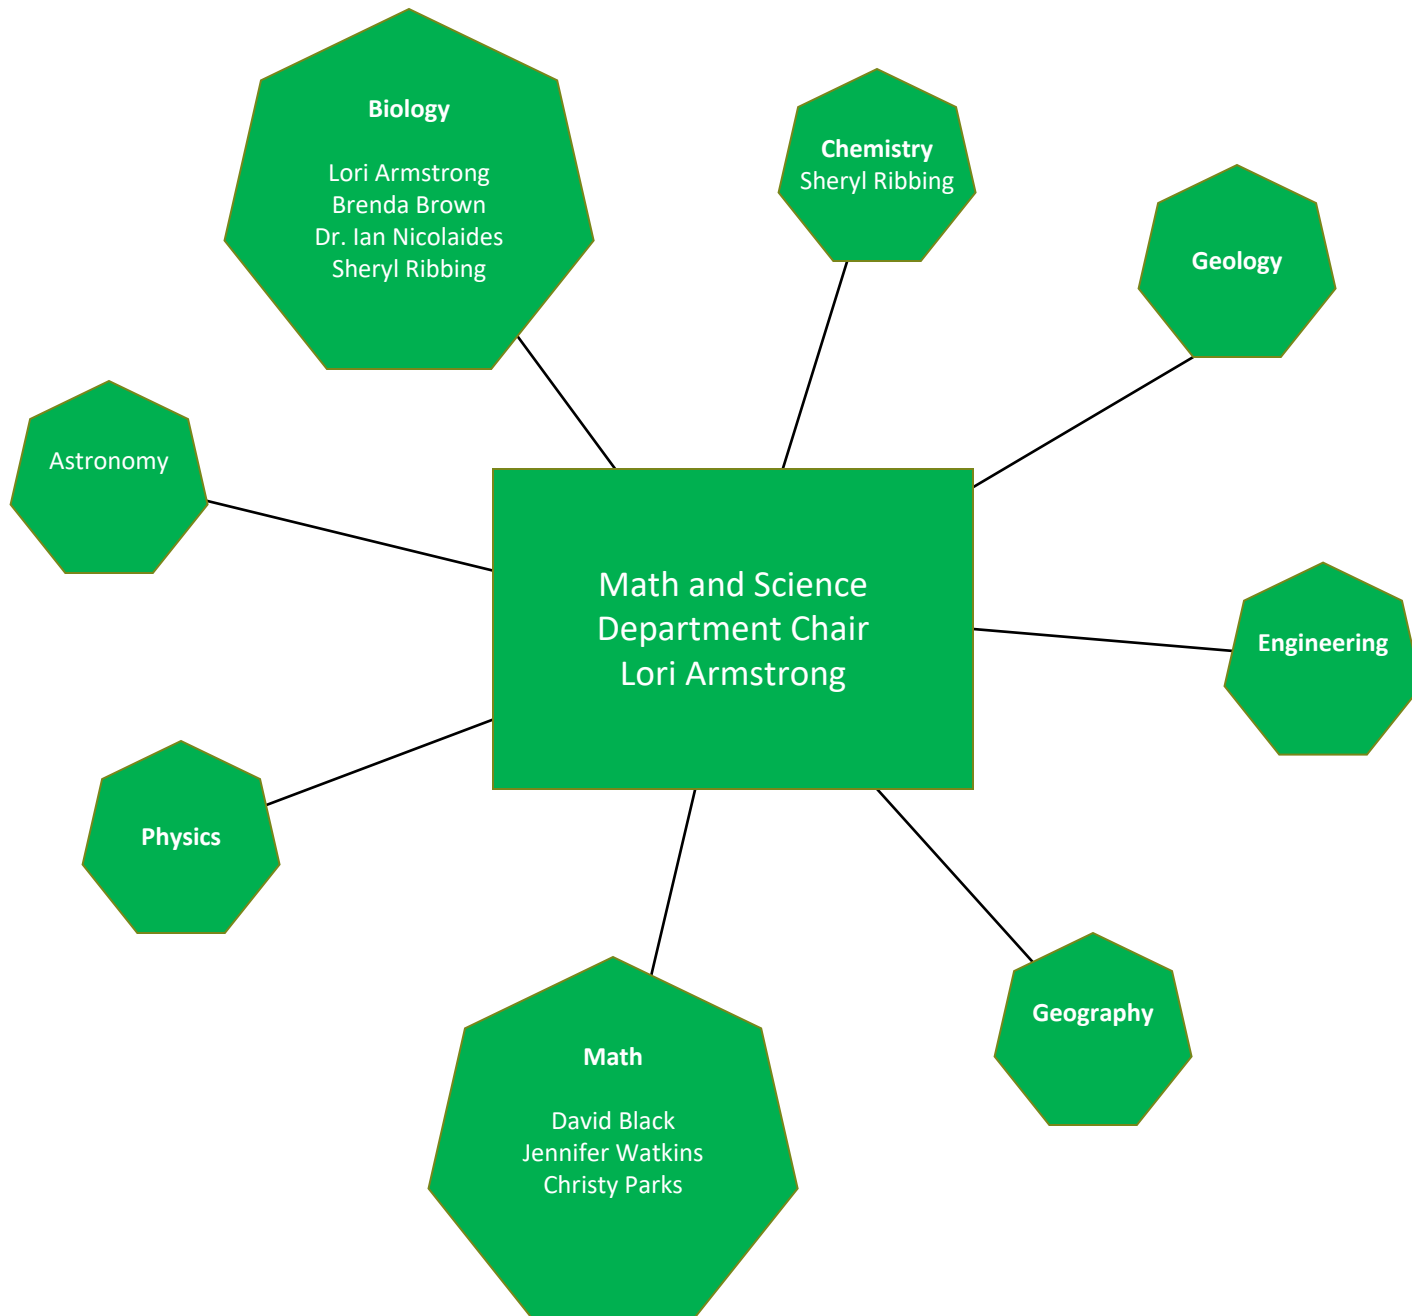 Biology
Lori Armstrong
Brenda Brown
Dr. Ian Nicolaides
Sheryl Ribbing
Chemistry
Sheryl Ribbing
Geology
Astronomy
Math and Science
Department Chair
Lori Armstrong
Engineering
Physics
Geography
Math
David Black
Jennifer Watkins
Christy Parks